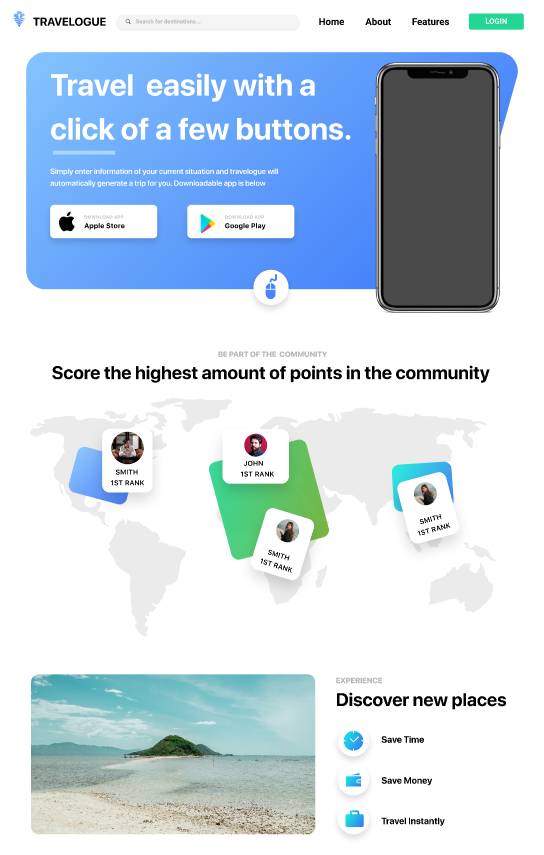 TRAVELOGUE
Search for destinations...
Home
About
Features
LOGIN
Travel easily with a
click of a few buttons.
Simply enter information of your current situation and travelogue will
automatically generate a trip for you. Downloadable app is below
DOWNLOAD APP
Apple Store
DOWNLOAD APP
Google Play
BE PART OF THE COMMUNITY
Score the highest amount of points in the community
SMITH
1ST RANK
JOHN
1ST RANK
SMITH
1ST RANK
SMITH
1ST RANK
EXPERIENCE
Discover new places
Save Time
Save Money
Travel Instantly